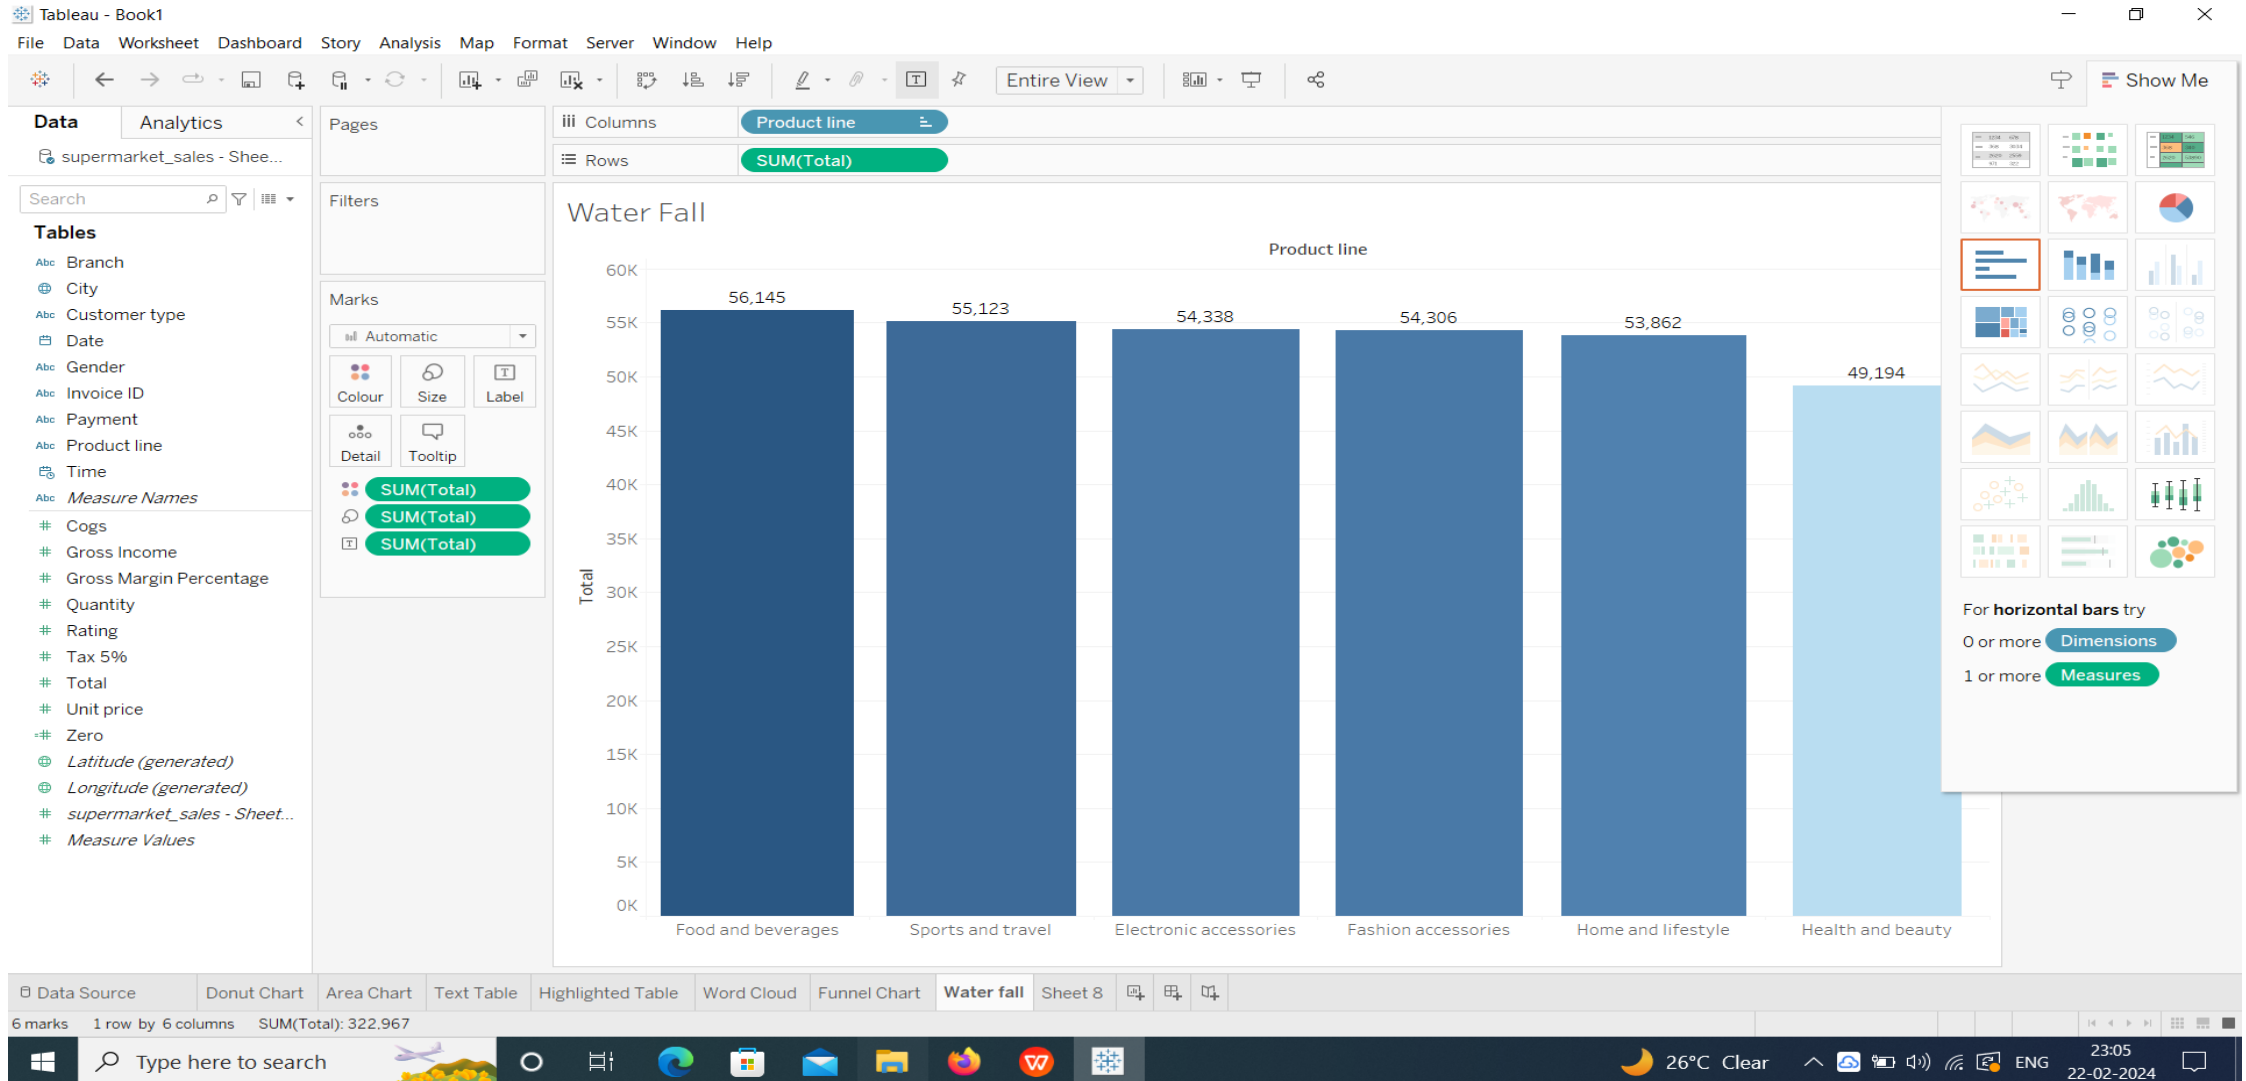 Tableau - Book1
File Data Worksheet Dashboard Story Analysis Map Format Server Window Help
Entire View
Show Me
Data Analytics
supermarket_sales - Shee...
Search
Tables
Abc Branch
City
Abc Customer type
Date
Abc Gender
Abc Invoice ID
Abc Payment
Abc Product line
Time
Abc Measure Names
# Cogs
# Gross Income
# Gross Margin Percentage
# Quantity
# Rating
# Tax 5%
# Total
# Unit price
=# Zero
Latitude (generated)
Longitude (generated)
# supermarket_sales - Sheet...
# Measure Values
Pages
Filters
Marks
Automatic
Colour Size Label
Detail Tooltip
SUM(Total)
SUM(Total)
SUM(Total)
Columns Product line
Rows SUM(Total)
Water Fall
Product line
60K
55K
50K
45K
40K
35K
30K
25K
20K
15K
10K
5K
0K
Total
56,145
55,123
54,338
54,306
53,862
49,194
Food and beverages
Sports and travel
Electronic accessories
Fashion accessories
Home and lifestyle
Health and beauty
For horizontal bars try
0 or more Dimensions
1 or more Measures
Data Source Donut Chart Area Chart Text Table Highlighted Table Word Cloud Funnel Chart Water fall Sheet 8
6 marks 1 row by 6 columns SUM(Total): 322,967
Type here to search
26°C Clear
ENG
23:05
22-02-2024